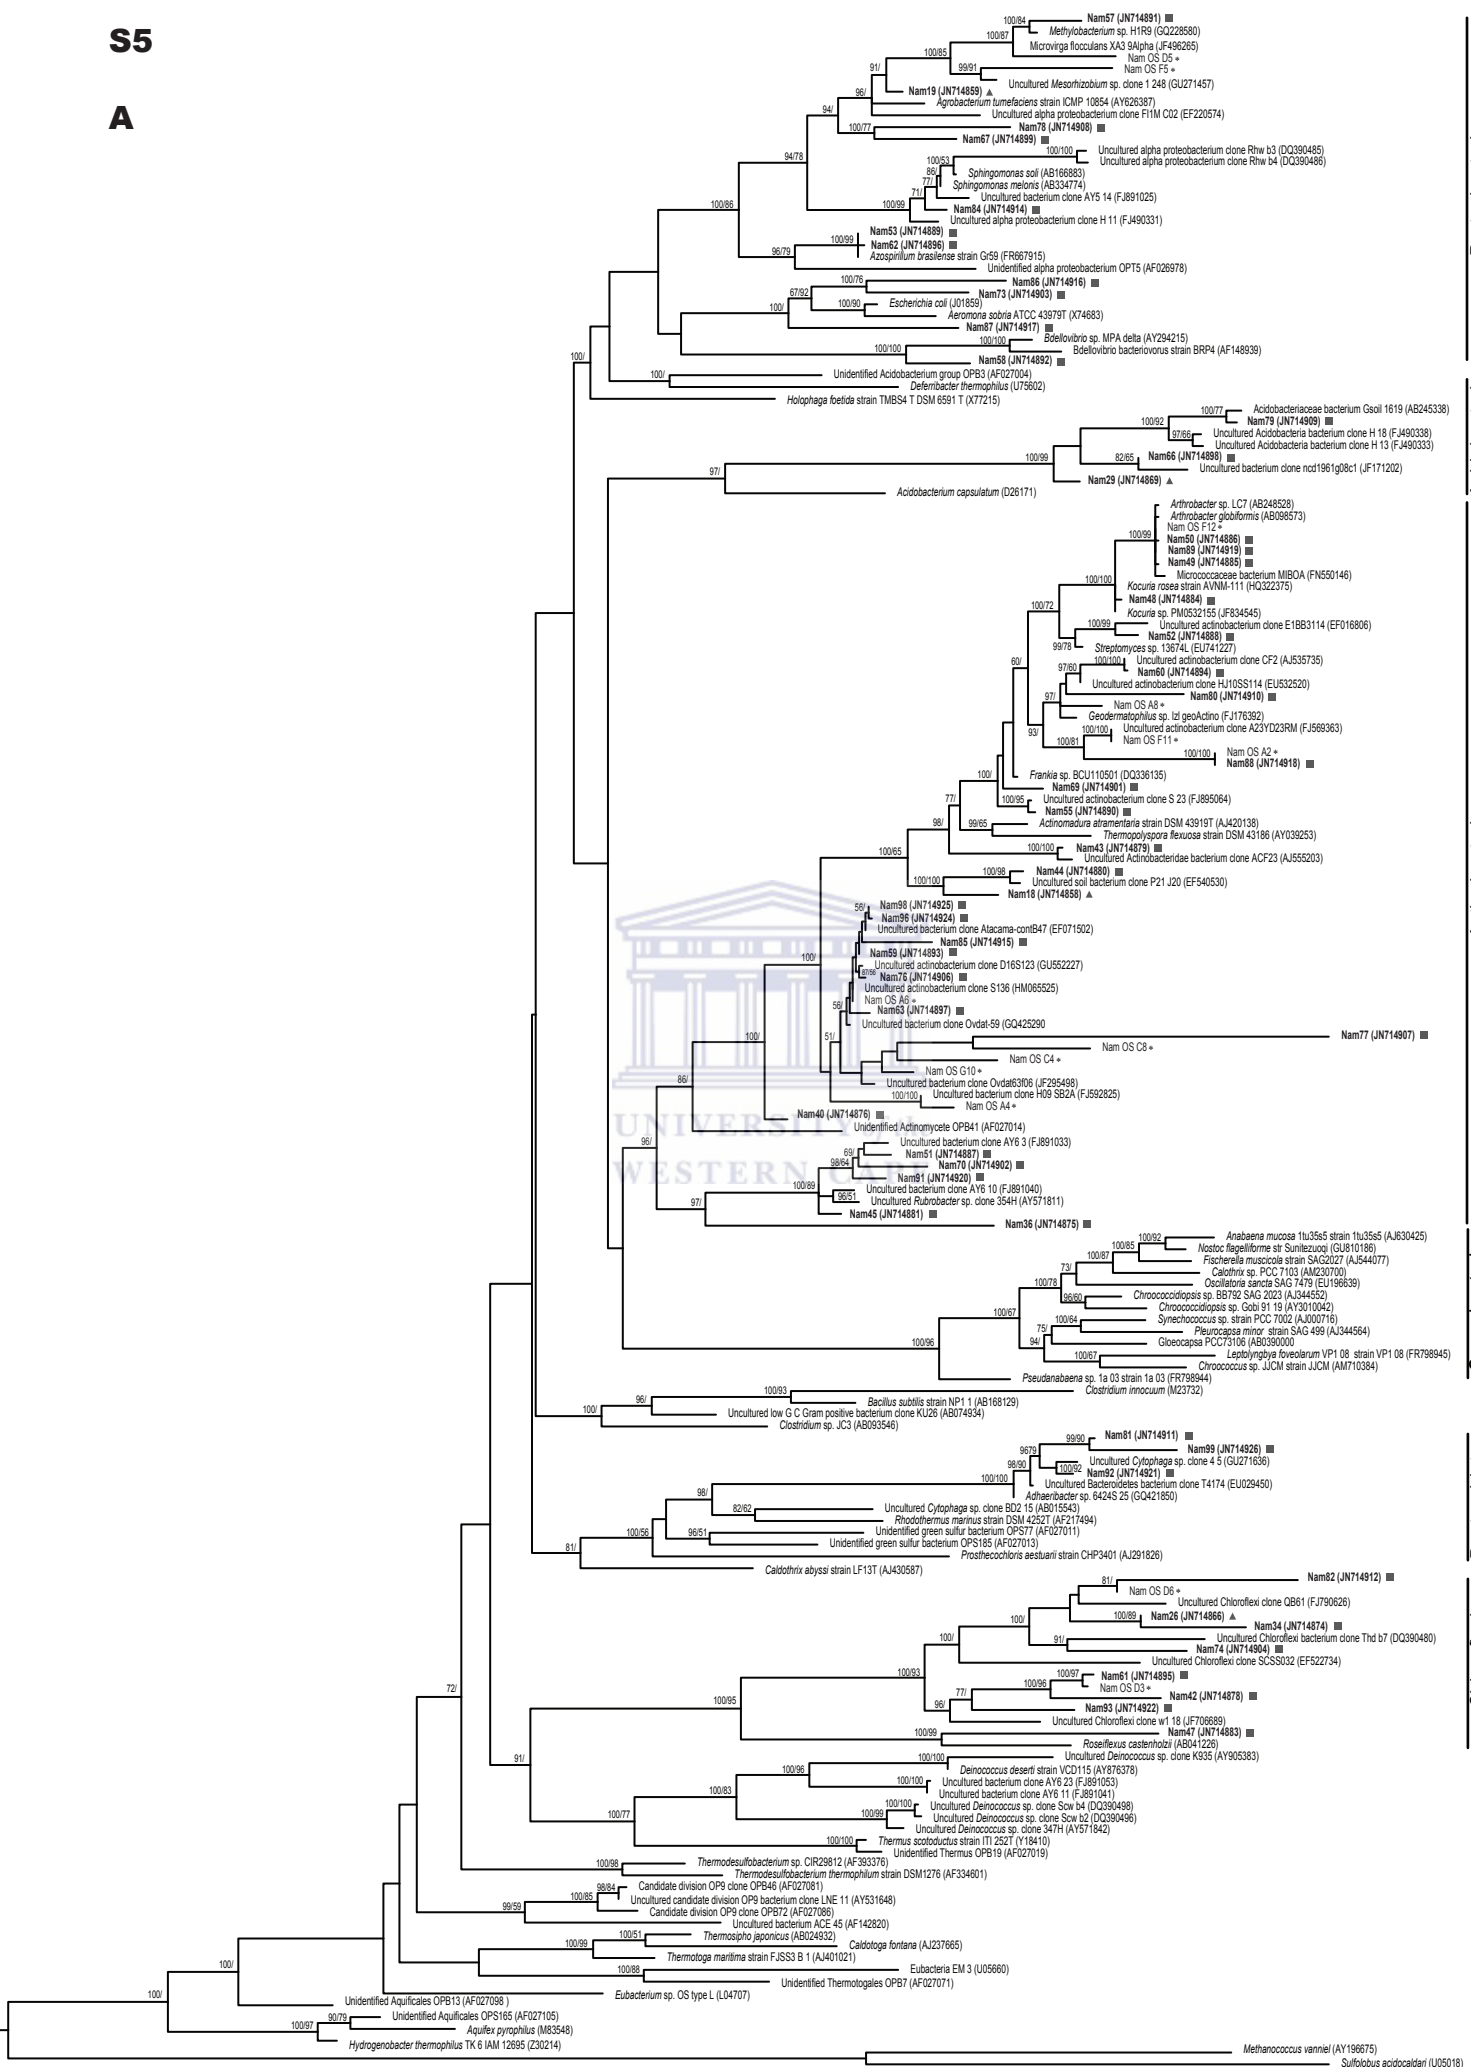 S5
A
100/84
Nam57 (JN714891) ■
Methylobacterium sp. H1R9 (GQ228580)
100/87
Microvirga flocculans XA3 9Alpha (JF496265)
100/85
Nam OS D5 *
99/91
Nam OS F5 *
91/
Uncultured Mesorhizobium sp. clone 1 248 (GU271457)
96/
Nam19 (JN714859) ▲
Agrobacterium tumefaciens strain ICMP 10854 (AY626387)
94/
Uncultured alpha proteobacterium clone FI1M C02 (EF220574)
100/77
Nam78 (JN714908) ■
Nam67 (JN714899) ■
94/78
100/100
Uncultured alpha proteobacterium clone Rhw b3 (DQ390485)
100/53
Uncultured alpha proteobacterium clone Rhw b4 (DQ390486)
86/
Sphingomonas soli (AB166883)
77/
Sphingomonas melonis (AB334774)
71/
Uncultured bacterium clone AY5 14 (FJ891025)
100/86
100/99
Nam84 (JN714914) ■
Uncultured alpha proteobacterium clone H 11 (FJ490331)
Nam53 (JN714889) ■
100/99
Nam62 (JN714896) ■
96/79
Azospirillum brasilense strain Gr59 (FR667915)
Unidentified alpha proteobacterium OPT5 (AF026978)
100/76
Nam86 (JN714916) ■
67/92
Nam73 (JN714903) ■
100/90
Escherichia coli (J01859)
100/
Aeromona sobria ATCC 43979T (X74683)
Nam87 (JN714917) ■
100/100
Bdellovibrio sp. MPA delta (AY294215)
100/100
Bdellovibrio bacteriovorus strain BRP4 (AF148939)
100/
Nam58 (JN714892) ■
100/
Unidentified Acidobacterium group OPB3 (AF027004)
Deferribacter thermophilus (U75602)
Holophaga foetida strain TMBS4 T DSM 6591 T (X77215)
100/77
Acidobacteriaceae bacterium Gsoil 1619 (AB245338)
100/92
Nam79 (JN714909) ■
97/66
Uncultured Acidobacteria bacterium clone H 18 (FJ490338)
Uncultured Acidobacteria bacterium clone H 13 (FJ490333)
100/99
82/65
Nam66 (JN714898) ■
97/
Uncultured bacterium clone ncd1961g08c1 (JF171202)
Nam29 (JN714869) ▲
Acidobacterium capsulatum (D26171)
Arthrobacter sp. LC7 (AB248528)
Arthrobacter globiformis (AB098573)
Nam OS F12 *
100/99
Nam50 (JN714886) ■
Nam89 (JN714919) ■
Nam49 (JN714885) ■
Micrococcaceae bacterium MIBOA (FN550146)
100/100
Kocuria rosea strain AVNM-111 (HQ322375)
Nam48 (JN714884) ■
100/72
Kocuria sp. PM0532155 (JF834545)
100/99
Uncultured actinobacterium clone E1BB3114 (EF016806)
Nam52 (JN714888) ■
99/78
Streptomyces sp. 13674L (EU741227)
60/
100/100
Uncultured actinobacterium clone CF2 (AJ535735)
97/60
Nam60 (JN714894) ■
Uncultured actinobacterium clone HJ10SS114 (EU532520)
97/
Nam80 (JN714910) ■
Nam OS A8 *
Geodermatophilus sp. lzl geoActino (FJ176392)
93/
100/100
Uncultured actinobacterium clone A23YD23RM (FJ569363)
100/81
Nam OS F11 *
100/100
Nam OS A2 *
Nam88 (JN714918) ■
100/
Frankia sp. BCU110501 (DQ336135)
Nam69 (JN714901) ■
77/
100/95
Uncultured actinobacterium clone S 23 (FJ895064)
Nam55 (JN714890) ■
98/
99/65
Actinomadura atramentaria strain DSM 43919T (AJ420138)
Thermopolyspora flexuosa strain DSM 43186 (AY039253)
100/65
100/100
Nam43 (JN714879) ■
Uncultured Actinobacteridae bacterium clone ACF23 (AJ555203)
100/98
Nam44 (JN714880) ■
100/100
Uncultured soil bacterium clone P21 J20 (EF540530)
Nam18 (JN714858) ▲
56/
Nam98 (JN714925) ■
Nam96 (JN714924) ■
Uncultured bacterium clone Atacama-contB47 (EF071502)
Nam85 (JN714915) ■
100/
Nam59 (JN714893) ■
Uncultured actinobacterium clone D16S123 (GU552227)
87/56
Nam76 (JN714906) ■
Uncultured actinobacterium clone S136 (HM065525)
56/
Nam OS A6 *
Nam63 (JN714897) ■
Uncultured bacterium clone Ovdat-59 (GQ425290
100/
51/
Nam77 (JN714907) ■
Nam OS C8 *
Nam OS C4 *
86/
Nam OS G10 *
Uncultured bacterium clone Ovdat63f06 (JF295498)
100/100
Uncultured bacterium clone H09 SB2A (FJ592825)
Nam OS A4 *
Nam40 (JN714876) ■
UNIVERSITY of the
Unidentified Actinomycete OPB41 (AF027014)
96/
Uncultured bacterium clone AY6 3 (FJ891033)
69/
Nam51 (JN714887) ■
98/64
Nam70 (JN714902) ■
WESTERN CAPE
Nam91 (JN714920) ■
100/89
Uncultured bacterium clone AY6 10 (FJ891040)
96/51
Uncultured Rubrobacter sp. clone 354H (AY571811)
97/
Nam45 (JN714881) ■
Nam36 (JN714875) ■
100/92
Anabaena mucosa 1tu35s5 strain 1tu35s5 (AJ630425)
100/85
Nostoc flagelliforme str Sunitezuoqi (GU810186)
100/87
Fischerella muscicola strain SAG2027 (AJ544077)
73/
Calothrix sp. PCC 7103 (AM230700)
100/78
Oscillatoria sancta SAG 7479 (EU196639)
96/60
Chroococcidiopsis sp. BB792 SAG 2023 (AJ344552)
Chroococcidiopsis sp. Gobi 91 19 (AY3010042)
100/67
100/64
Synechococcus sp. strain PCC 7002 (AJ000716)
75/
Pleurocapsa minor strain SAG 499 (AJ344564)
94/
Gloeocapsa PCC73106 (AB0390000
100/96
100/67
Leptolyngbya foveolarum VP1 08 strain VP1 08 (FR798945)
Chroococcus sp. JJCM strain JJCM (AM710384)
Pseudanabaena sp. 1a 03 strain 1a 03 (FR798944)
100/93
Clostridium innocuum (M23732)
96/
Bacillus subtilis strain NP1 1 (AB168129)
100/
Uncultured low G C Gram positive bacterium clone KU26 (AB074934)
Clostridium sp. JC3 (AB093546)
99/90
Nam81 (JN714911) ■
9679
Nam99 (JN714926) ■
98/90
Uncultured Cytophaga sp. clone 4 5 (GU271636)
100/92
Nam92 (JN714921) ■
100/100
Uncultured Bacteroidetes bacterium clone T4174 (EU029450)
Adhaeribacter sp. 6424S 25 (GQ421850)
98/
82/62
Uncultured Cytophaga sp. clone BD2 15 (AB015543)
Rhodothermus marinus strain DSM 4252T (AF217494)
100/56
96/51
Unidentified green sulfur bacterium OPS77 (AF027011)
Unidentified green sulfur bacterium OPS185 (AF027013)
81/
Prosthecochloris aestuarii strain CHP3401 (AJ291826)
Caldothrix abyssi strain LF13T (AJ430587)
81/
Nam82 (JN714912) ■
Nam OS D6 *
Uncultured Chloroflexi clone QB61 (FJ790626)
100/
100/89
Nam26 (JN714866) ▲
Nam34 (JN714874) ■
100/
91/
Uncultured Chloroflexi bacterium clone Thd b7 (DQ390480)
Nam74 (JN714904) ■
Uncultured Chloroflexi clone SCSS032 (EF522734)
100/93
100/97
Nam61 (JN714895) ■
100/96
Nam OS D3 *
72/
77/
Nam42 (JN714878) ■
96/
Nam93 (JN714922) ■
100/95
Uncultured Chloroflexi clone w1 18 (JF706689)
100/99
Nam47 (JN714883) ■
Roseiflexus castenholzii (AB041226)
91/
100/100
Uncultured Deinococcus sp. clone K935 (AY905383)
100/96
Deinococcus deserti strain VCD115 (AY876378)
100/100
Uncultured bacterium clone AY6 23 (FJ891053)
100/83
Uncultured bacterium clone AY6 11 (FJ891041)
100/100
Uncultured Deinococcus sp. clone Scw b4 (DQ390498)
100/77
100/99
Uncultured Deinococcus sp. clone Scw b2 (DQ390496)
Uncultured Deinococcus sp. clone 347H (AY571842)
100/100
Thermus scotoductus strain ITI 252T (Y18410)
Unidentified Thermus OPB19 (AF027019)
100/98
Thermodesulfobacterium sp. CIR29812 (AF393376)
Thermodesulfobacterium thermophilum strain DSM1276 (AF334601)
98/84
Candidate division OP9 clone OPB46 (AF027081)
100/85
Uncultured candidate division OP9 bacterium clone LNE 11 (AY531648)
99/59
Candidate division OP9 clone OPB72 (AF027086)
Uncultured bacterium ACE 45 (AF142820)
100/51
Thermosipho japonicus (AB024932)
100/99
Caldotoga fontana (AJ237665)
Thermotoga maritima strain FJSS3 B 1 (AJ401021)
100/
100/88
Eubacteria EM 3 (U05660)
Unidentified Thermotogales OPB7 (AF027071)
100/
Eubacterium sp. OS type L (L04707)
Unidentified Aquificales OPB13 (AF027098 )
90/79
Unidentified Aquificales OPS165 (AF027105)
100/97
Aquifex pyrophilus (M83548)
Hydrogenobacter thermophilus TK 6 IAM 12695 (Z30214)
Methanococcus vanniel (AY196675)
Sulfolobus acidocaldari (U05018)